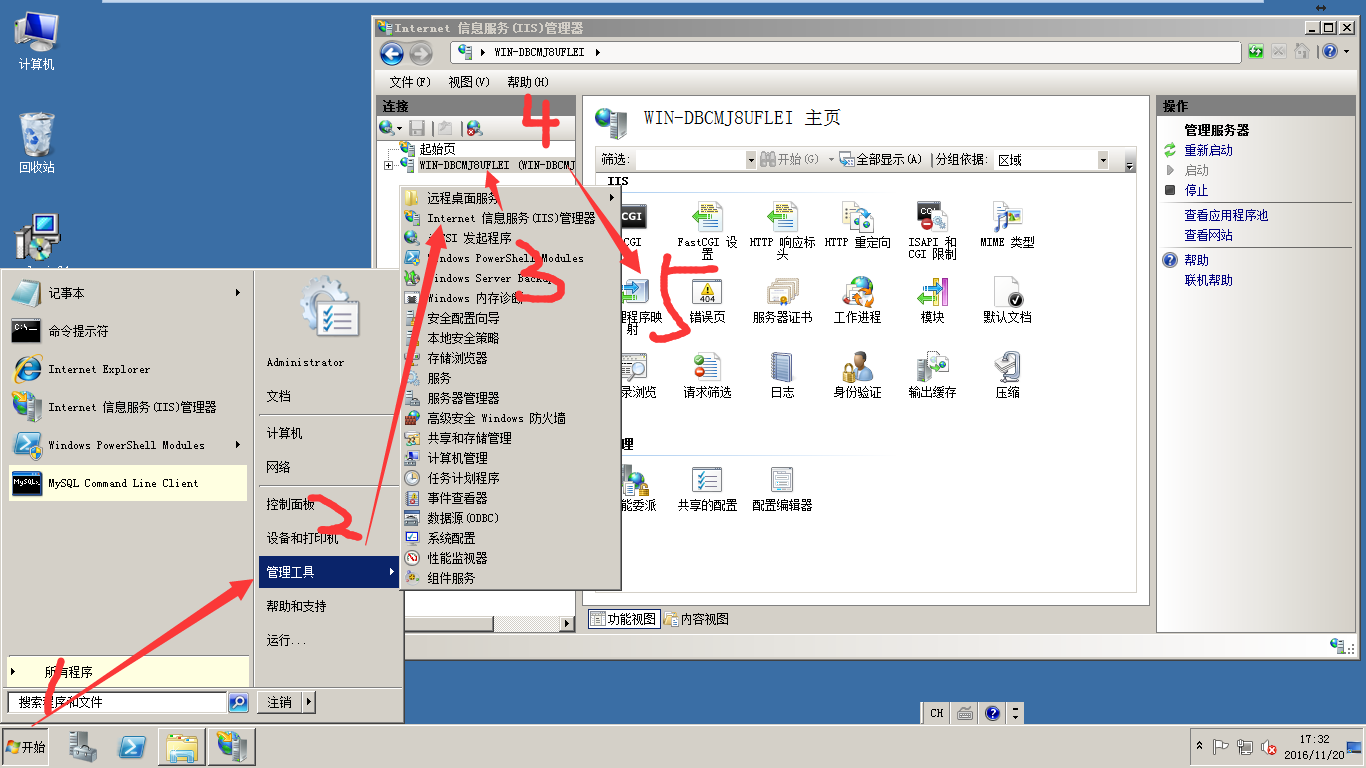 计算机
回收站
Internet 信息服务(IIS)管理器
WIN-DBCMJ8UFLEI
文件(F) 视图(V) 帮助(H)
连接
4
起始页
WIN-DBCMJ8UFLEI (WIN-DBCMJ
WIN-DBCMJ8UFLEI 主页
筛选: 开始(G) 全部显示(A) 分组依据: 区域
IIS
CGI
FastCGI 设置
HTTP 响应标头
HTTP 重定向
ISAPI 和 CGI 限制
MIME 类型
理程序映射
错误页
服务器证书
工作进程
模块
默认文档
录浏览
请求筛选
日志
身份验证
输出缓存
压缩
5
理
能委派
共享的配置
配置编辑器
功能视图 内容视图
操作
管理服务器
重新启动
启动
停止
查看应用程序池
查看网站
帮助
联机帮助
远程桌面服务
Internet 信息服务(IIS)管理器
SI 发起程序
Windows PowerShell Modules
Windows Server Backup
3
Windows 内存诊断
安全配置向导
本地安全策略
存储浏览器
服务
服务器管理器
高级安全 Windows 防火墙
共享和存储管理
计算机管理
任务计划程序
事件查看器
数据源(ODBC)
系统配置
性能监视器
组件服务
记事本
命令提示符
Internet Explorer
Internet 信息服务(IIS)管理器
Windows PowerShell Modules
MySQL Command Line Client
所有程序
搜索程序和文件
1
Administrator
文档
计算机
网络
控制面板
2
设备和打印机
管理工具
帮助和支持
运行...
注销
开始
CH
17:32
2016/11/20